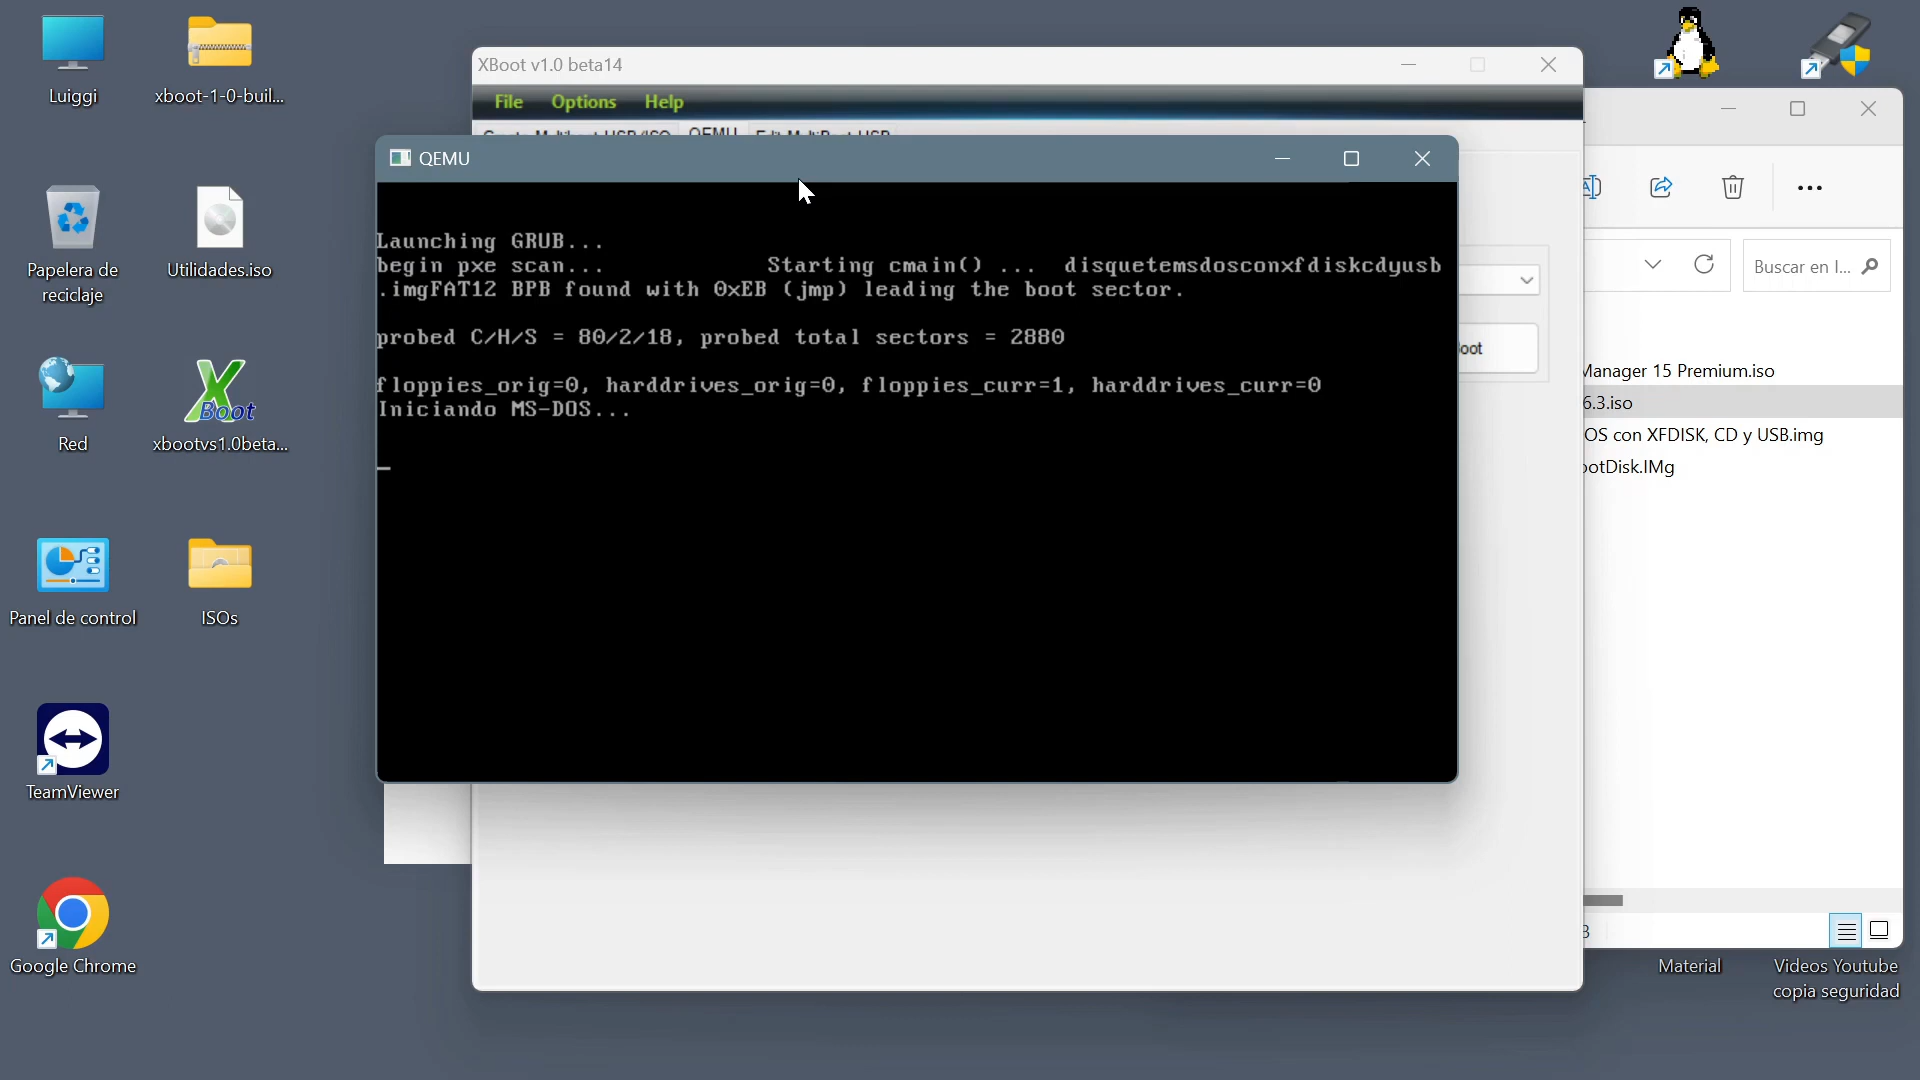 Luiggi
xboot-1-0-buil...
Papelera de
reciclaje
Utilidades.iso
Red
Boot
xbootvs1.0beta...
Panel de control
ISOs
TeamViewer
Google Chrome
XBoot v1.0 beta14
File Options Help
QEMU
QEMU
Launching GRUB...
begin pxe scan... Starting cmain() ... disquetemsdosconxfdiskcdyusb
.imgFAT12 BPB found with 0xEB (jmp) leading the boot sector.
probed C/H/S = 80/2/18, probed total sectors = 2880
floppies_orig=0, harddrives_orig=0, floppies_curr=1, harddrives_curr=0
Iniciando MS-DOS...
oot
Buscar en I...
Manager 15 Premium.iso
6.3.iso
OS con XFDISK, CD y USB.img
ootDisk.IMg
Material
Videos Youtube
copia seguridad